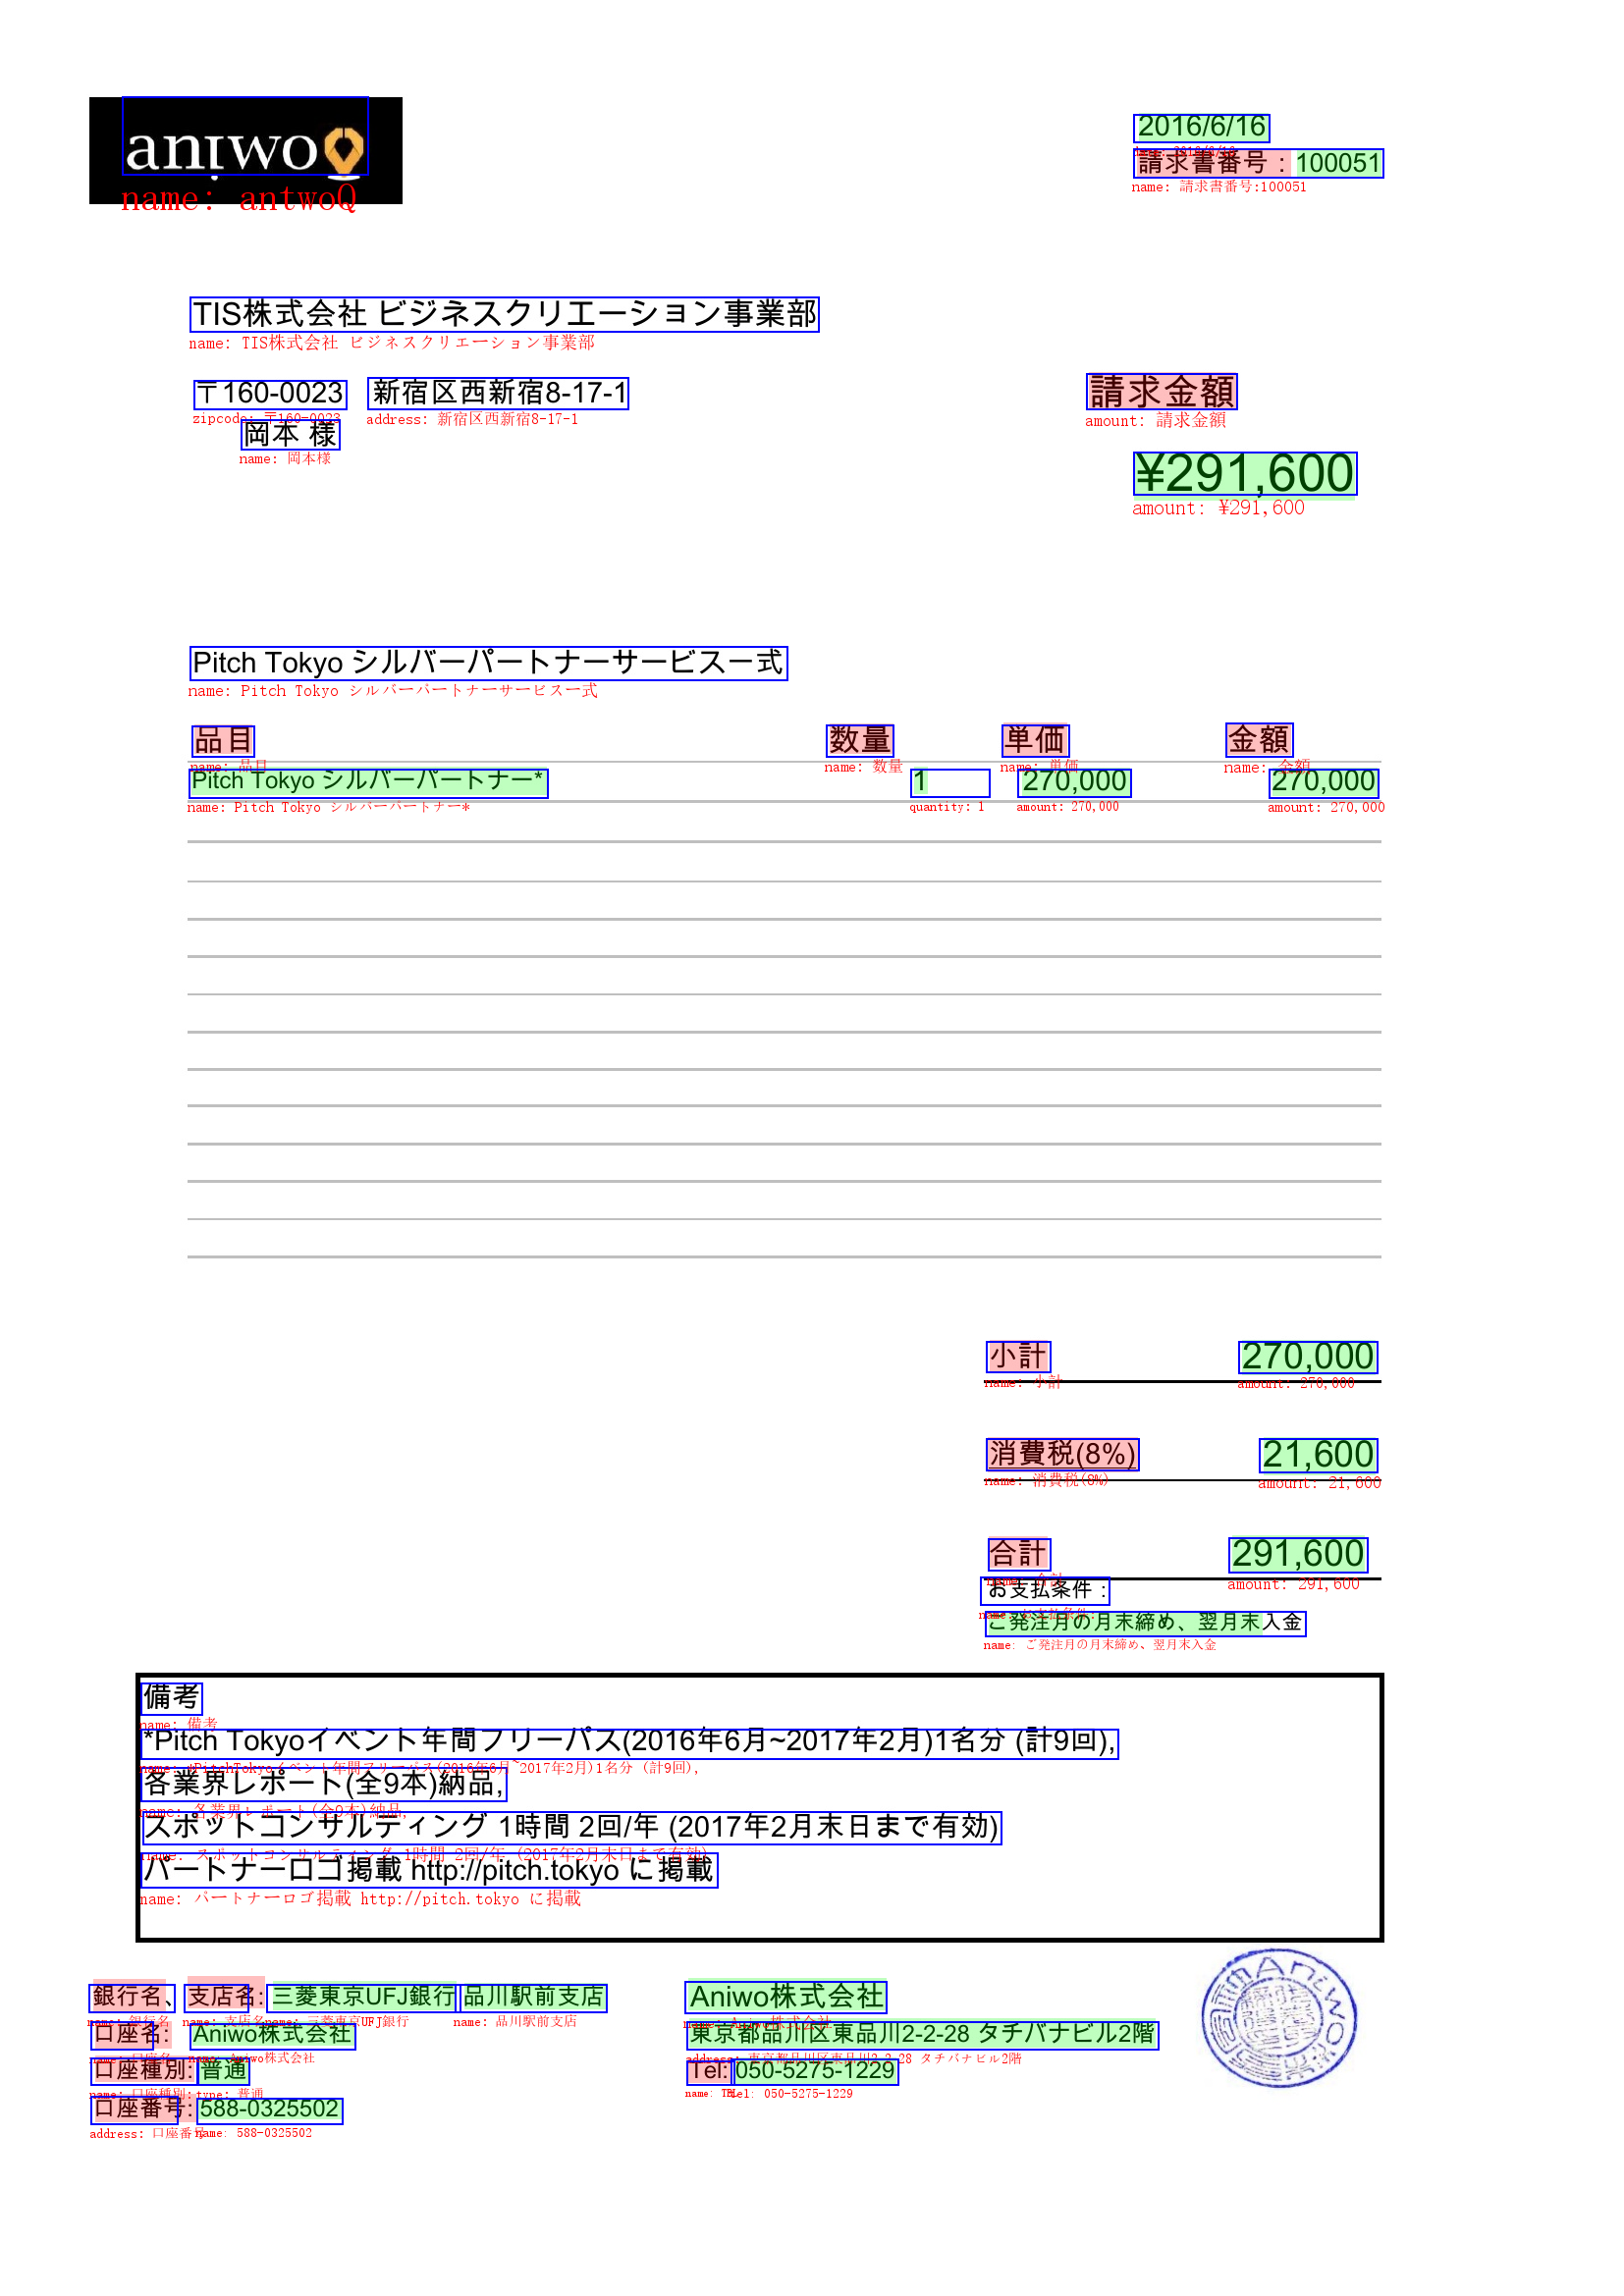 aniwo
name: antwoQ
2016/6/16
請求書番号：100051
name: 請求書番号:100051
TIS株式会社 ビジネスクリエーション事業部
name: TIS株式会社 ビジネスクリエーション事業部
〒160-0023 新宿区西新宿8-17-1
zipcode: 〒160-0023 address: 新宿区西新宿8-17-1
岡本 様
name: 岡本様
請求金額
amount: 請求金額
¥291,600
amount: ¥291,600
Pitch Tokyo シルバーパートナーサービス一式
name: Pitch Tokyo シルバーパートナーサービス一式
品目 数量 単価 金額
name: 品目 name: 数量 name: 単価 name: 金額
Pitch Tokyo シルバーパートナー* 1 270,000 270,000
name: Pitch Tokyo シルバーパートナー* quantity: 1 amount: 270,000 amount: 270,000
小計 270,000
name: 小計 amount: 270,000
消費税(8%) 21,600
name: 消費税(8%) amount: 21,600
合計 291,600
name: 合計 amount: 291,600
お支払条件：
name: お支払条件:
ご発注月の月末締め、翌月末入金
name: ご発注月の月末締め、翌月末入金
備考
name: 備考
*Pitch Tokyoイベント年間フリーパス(2016年6月~2017年2月)1名分 (計9回),
name: *PitchTokyoイベント年間フリーパス(2016年6月~2017年2月)1名分 (計9回),
各業界レポート(全9本)納品,
name: 各業界レポート(全9本)納品,
スポットコンサルティング 1時間 2回/年 (2017年2月末日まで有効)
name: スポットコンサルティング 1時間 2回/年 (2017年2月末日まで有効)
パートナーロゴ掲載 http://pitch.tokyo に掲載
name: パートナーロゴ掲載 http://pitch.tokyo に掲載
銀行名、 支店名: 三菱東京UFJ銀行 品川駅前支店
name: 銀行名 name: 支店名 name: 三菱東京UFJ銀行 name: 品川駅前支店
口座名: Aniwo株式会社
name: 口座名 name: Aniwo株式会社
口座種別: 普通
name: 口座種別: type: 普通
口座番号: 588-0325502
address: 口座番号 name: 588-0325502
Aniwo株式会社
name: Aniwo株式会社
東京都品川区東品川2-2-28 タチバナビル2階
address: 東京都品川区東品川2-2-28 タチバナビル2階
Tel: 050-5275-1229
tel: 050-5275-1229
Aniwo